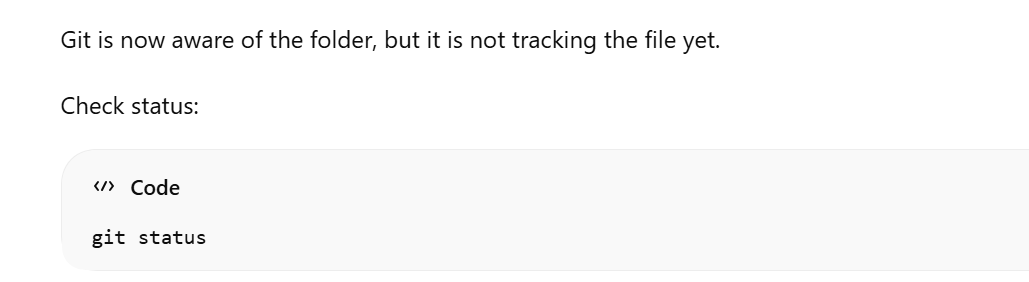 Git is now aware of the folder, but it is not tracking the file yet.
Check status:
</> Code
git status